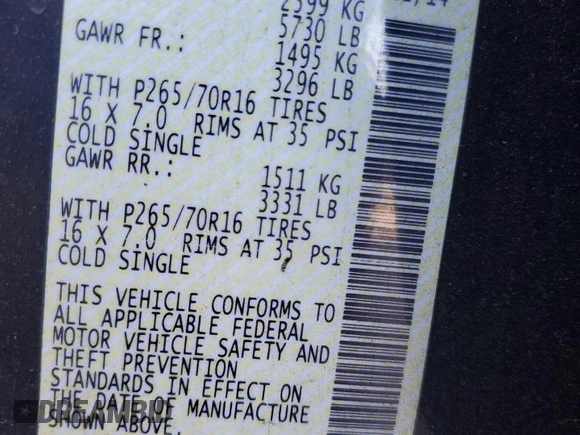 2599 KG
5730 LB
GAWR FR.: 1495 KG
3296 LB
WITH P265/70R16 TIRES
16 X 7.0 RIMS AT 35 PSI
COLD SINGLE
GAWR RR.: 1511 KG
3331 LB
WITH P265/70R16 TIRES
16 X 7.0 RIMS AT 35 PSI
COLD SINGLE
THIS VEHICLE CONFORMS TO
ALL APPLICABLE FEDERAL
MOTOR VEHICLE SAFETY AND
THEFT PREVENTION
STANDARDS IN EFFECT ON
THE DATE OF MANUFACTURE
SHOWN ABOVE.